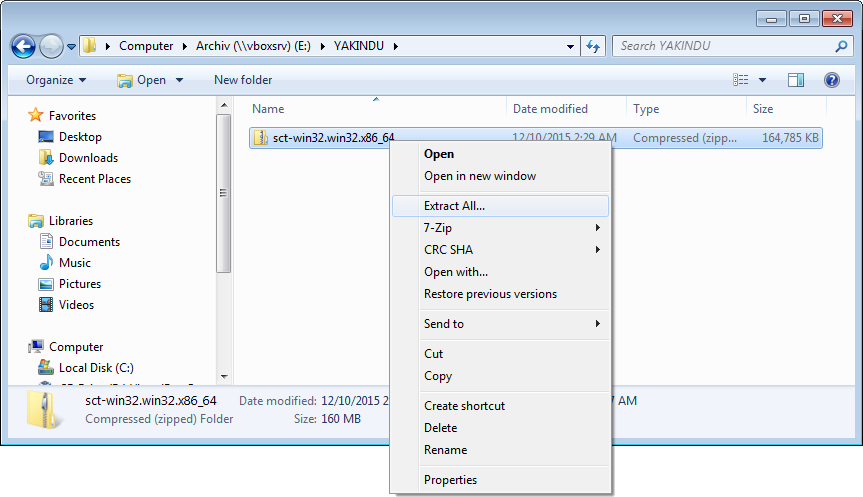 Computer Archiv (\\vboxsrv) (E:) YAKINDU
Search YAKINDU
Organize Open New folder
Name Date modified Type Size
sct-win32.win32.x86_64 12/10/2015 2:29 AM Compressed (zipp... 164,785 KB
Favorites
Desktop
Downloads
Recent Places
Libraries
Documents
Music
Pictures
Videos
Computer
Local Disk (C:)
Open
Open in new window
Extract All...
7-Zip
CRC SHA
Open with...
Restore previous versions
Send to
Cut
Copy
Create shortcut
Delete
Rename
Properties
sct-win32.win32.x86_64 Date modified: 12/10/2015 2 7 AM
Compressed (zipped) Folder Size: 160 MB